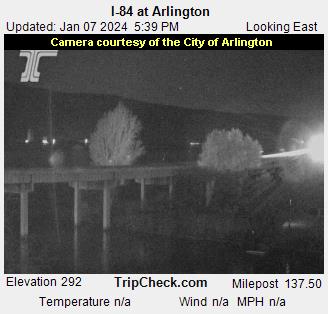 I-84 at Arlington
Updated: Jan 07 2024 5:39 PM Looking East
Camera courtesy of the City of Arlington
Elevation 292 TripCheck.com Milepost 137.50
Temperature n/a Wind n/a MPH n/a